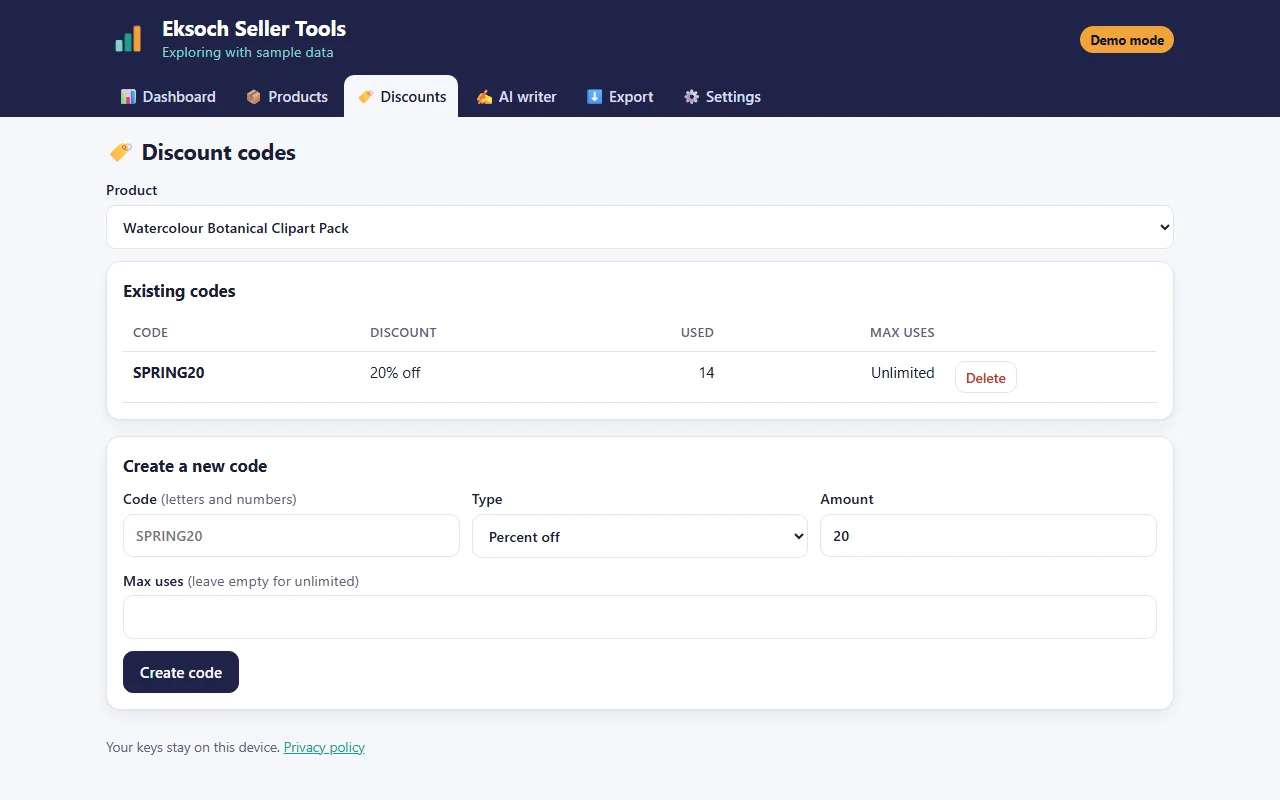 Eksoch Seller Tools
Exploring with sample data
Demo mode
Dashboard Products Discounts AI writer Export Settings
Discount codes
Product
Watercolour Botanical Clipart Pack
Existing codes
CODE DISCOUNT USED MAX USES
SPRING20 20% off 14 Unlimited Delete
Create a new code
Code (letters and numbers) Type Amount
SPRING20 Percent off 20
Max uses (leave empty for unlimited)
Create code
Your keys stay on this device. Privacy policy